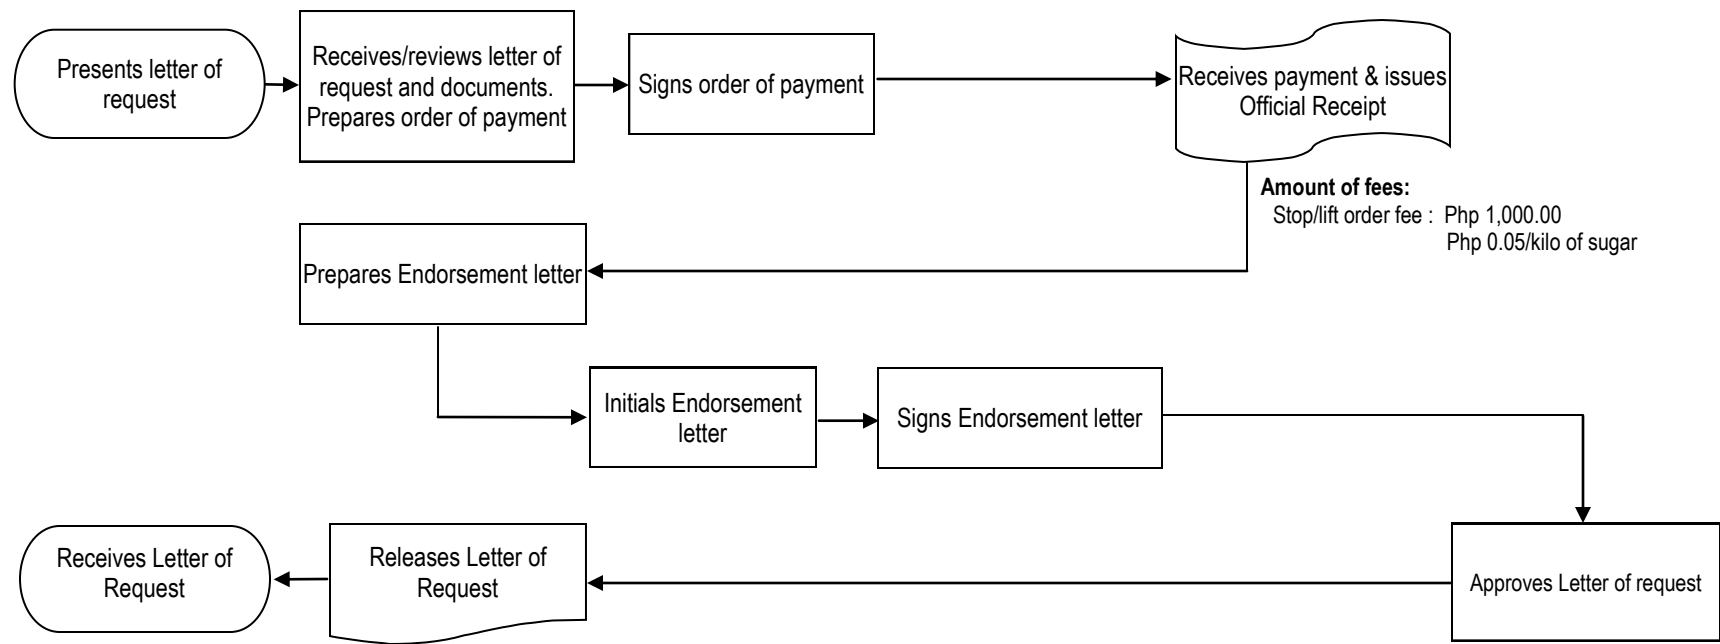 Presents letter of
request
Receives/reviews letter of
request and documents.
Prepares order of payment
Signs order of payment
Receives payment & issues
Official Receipt
Amount of fees:
Stop/lift order fee : Php 1,000.00
Php 0.05/kilo of sugar
Prepares Endorsement letter
Initials Endorsement
letter
Signs Endorsement letter
Receives Letter of
Request
Releases Letter of
Request
Approves Letter of request